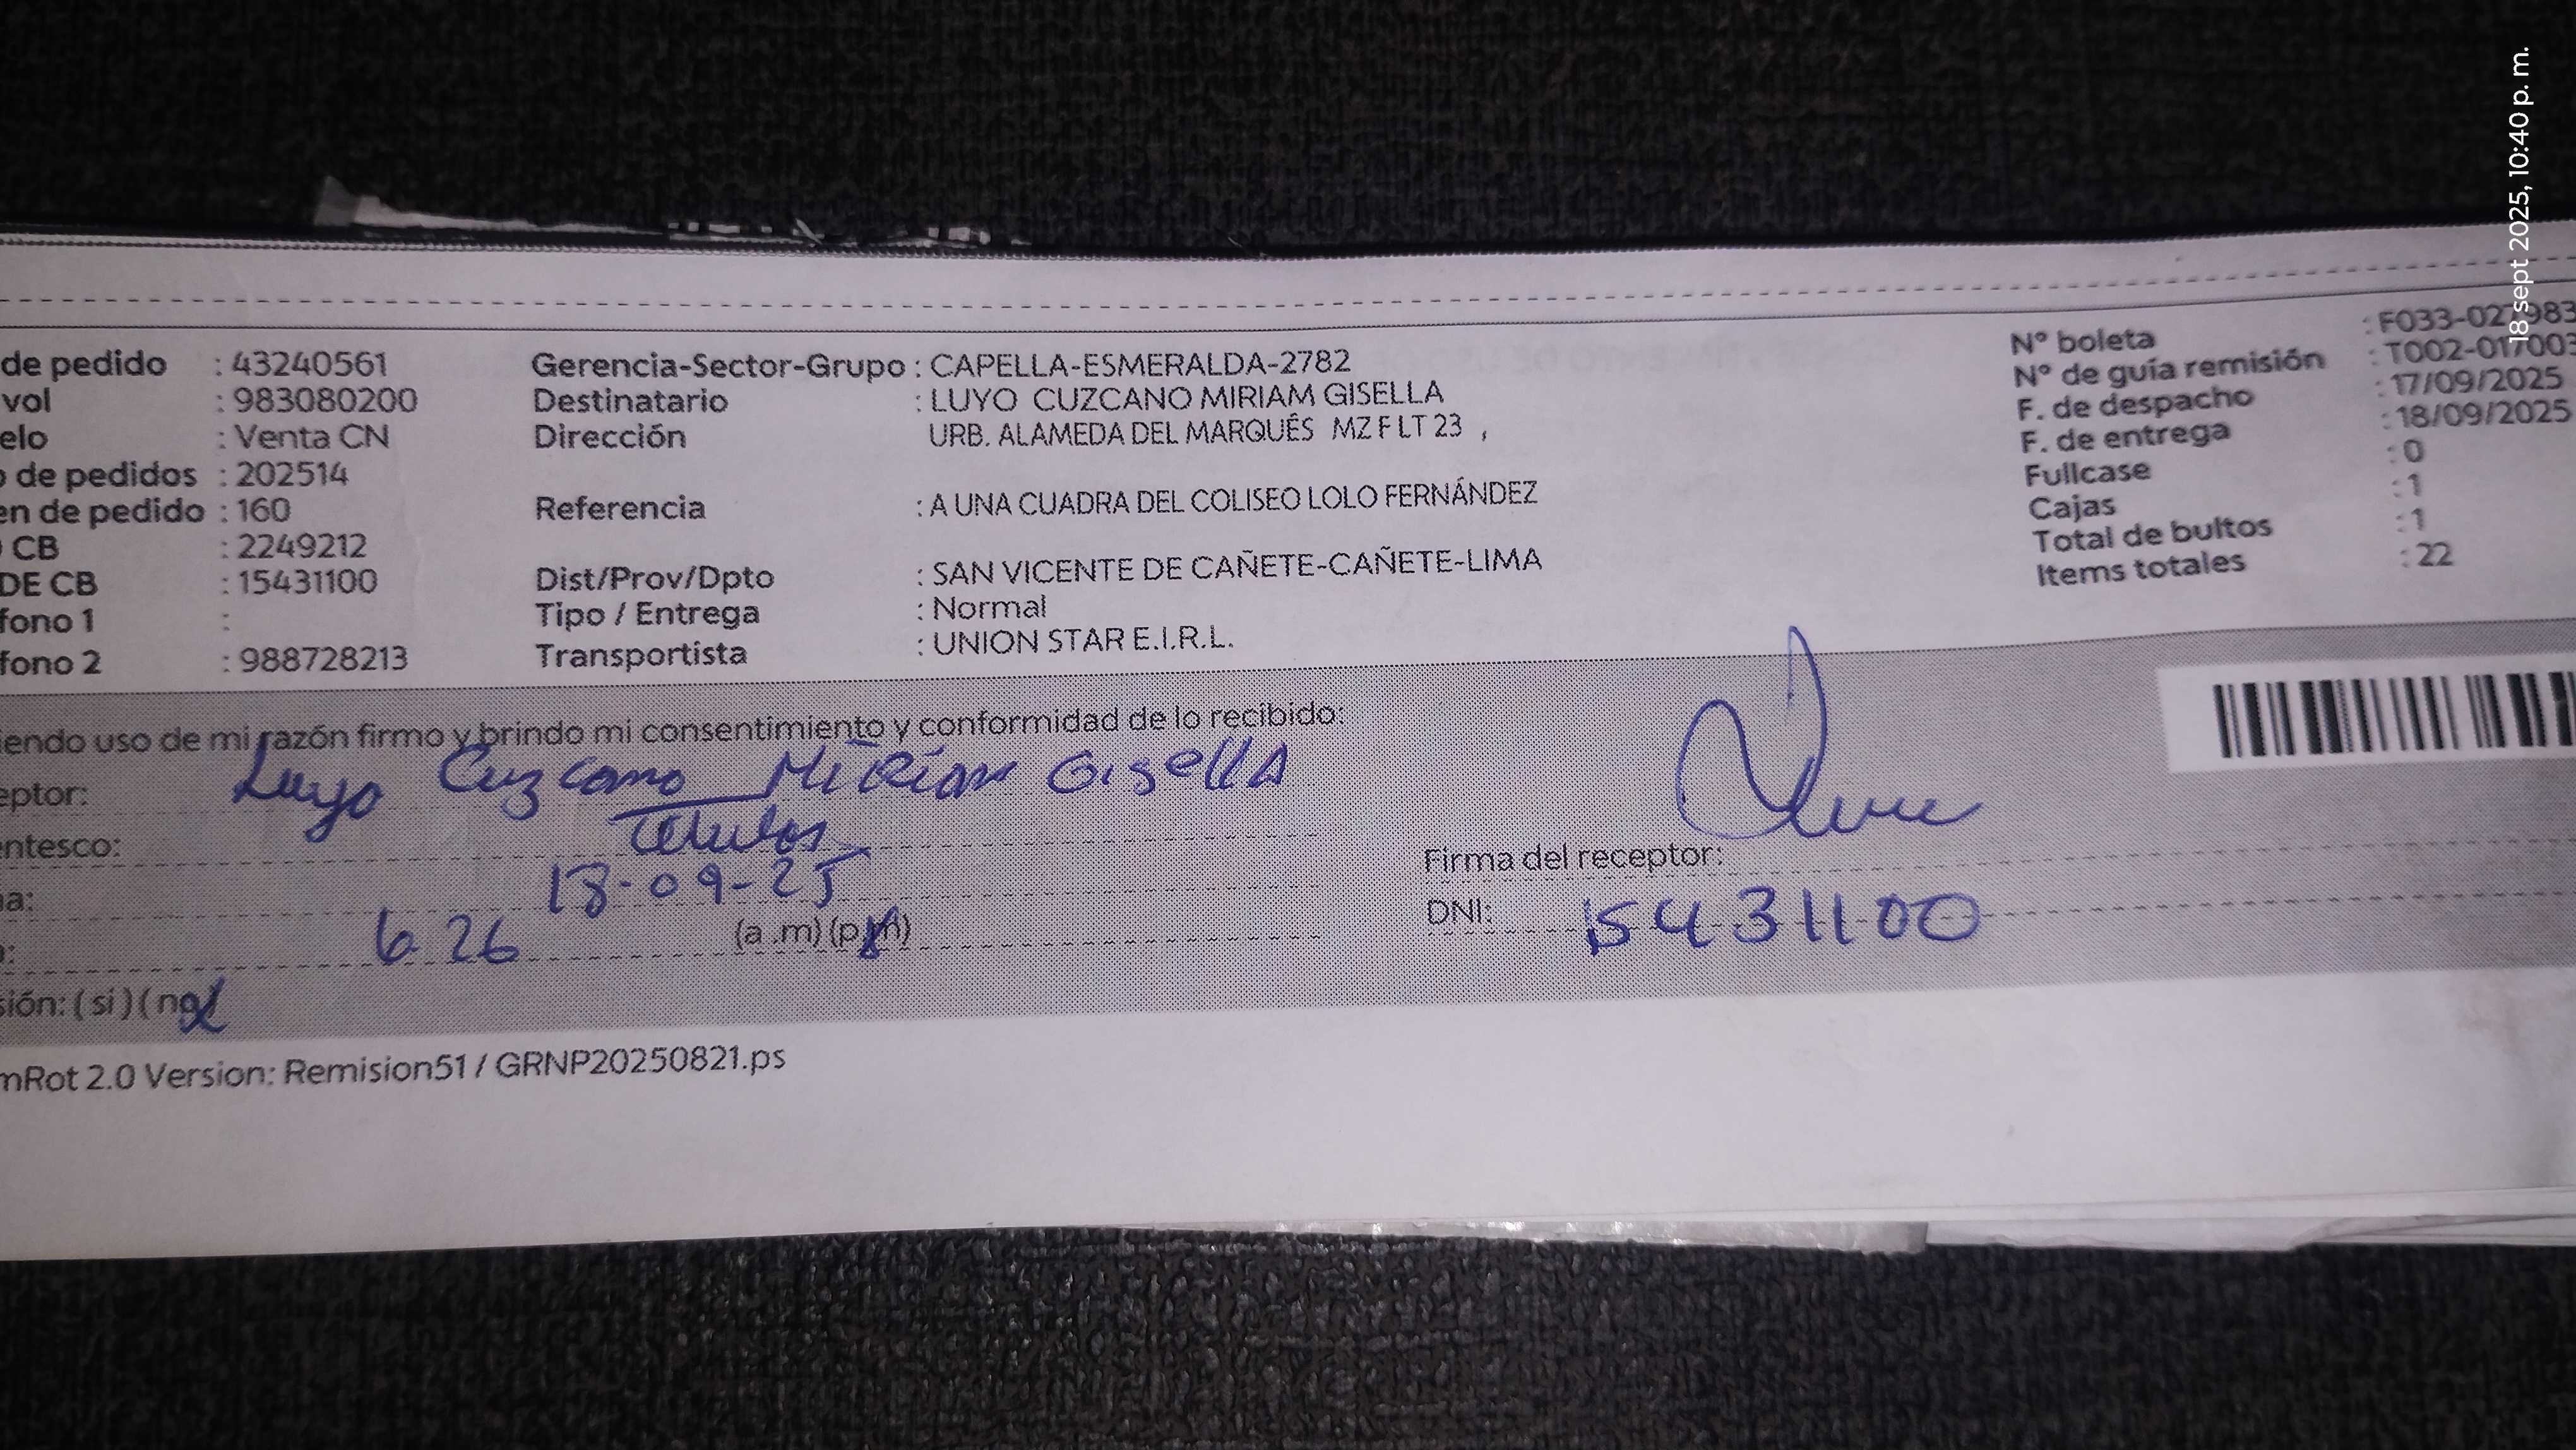 de pedido : 43240561
vol : 983080200
elo : Venta CN
de pedidos : 202514
en de pedido : 160
CB : 2249212
DE CB : 15431100
fono 1 :
fono 2 : 988728213
Gerencia-Sector-Grupo : CAPELLA-ESMERALDA-2782
Destinatario : LUYO CUZCANO MIRIAM GISELLA
Dirección URB. ALAMEDA DEL MARQUÉS MZ F LT 23 ,
Referencia : A UNA CUADRA DEL COLISEO LOLO FERNÁNDEZ
Dist/Prov/Dpto : SAN VICENTE DE CAÑETE-CAÑETE-LIMA
Tipo / Entrega : Normal
Transportista : UNION STAR E.I.R.L.
N° boleta : F033-02
N° de guía remisión : T002-017003
F. de despacho : 17/09/2025
F. de entrega : 18/09/2025
Fullcase : 0
Cajas : 1
Total de bultos : 1
Items totales : 22
iendo uso de mi razón firmo y brindo mi consentimiento y conformidad de lo recibido:
eptor: Luyo Cuzcano Miriam Gisella
entesco:
a: 18-09-25
: 6 26 (a .m) (p.m)
sión: ( si ) ( no
Firma del receptor:
DNI: 15431100
mRot 2.0 Version: Remision51 / GRNP20250821.ps
18 sept 2025, 10:40 p. m.